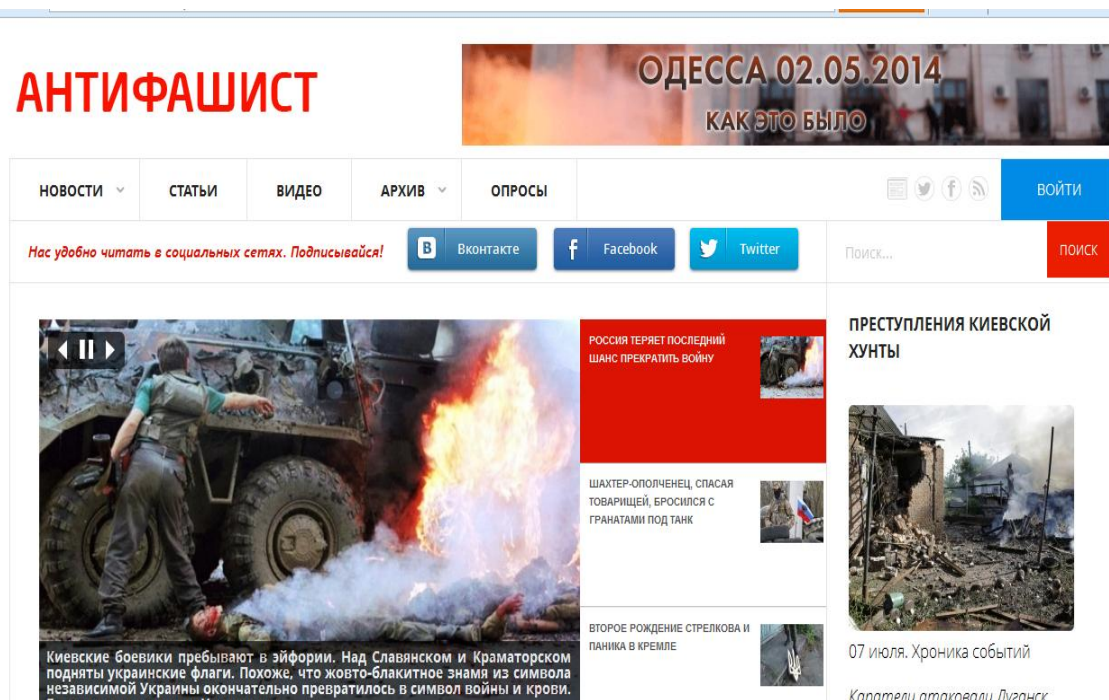 АНТИФАШИСТ
ОДЕССА 02.05.2014
КАК ЭТО БЫЛО
НОВОСТИ
СТАТЬИ
ВИДЕО
АРХИВ
ОПРОСЫ
ВОЙТИ
Нас удобно читать в социальных сетях. Подписывайся!
В Вконтакте
f Facebook
Twitter
Поиск...
ПОИСК
РОССИЯ ТЕРЯЕТ ПОСЛЕДНИЙ
ШАНС ПРЕКРАТИТЬ ВОЙНУ
ШАХТЕР-ОПОЛЧЕНЕЦ, СПАСАЯ
ТОВАРИЩЕЙ, БРОСИЛСЯ С
ГРАНАТАМИ ПОД ТАНК
ВТОРОЕ РОЖДЕНИЕ СТРЕЛКОВА И
ПАНИКА В КРЕМЛЕ
Киевские боевики пребывают в эйфории. Над Славянском и Краматорском
подняты украинские флаги. Похоже, что жовто-блакитное знамя из символа
независимой Украины окончательно превратилось в символ войны и крови.
ПРЕСТУПЛЕНИЯ КИЕВСКОЙ
ХУНТЫ
07 июля. Хроника событий
Каратели атаковали Луганск